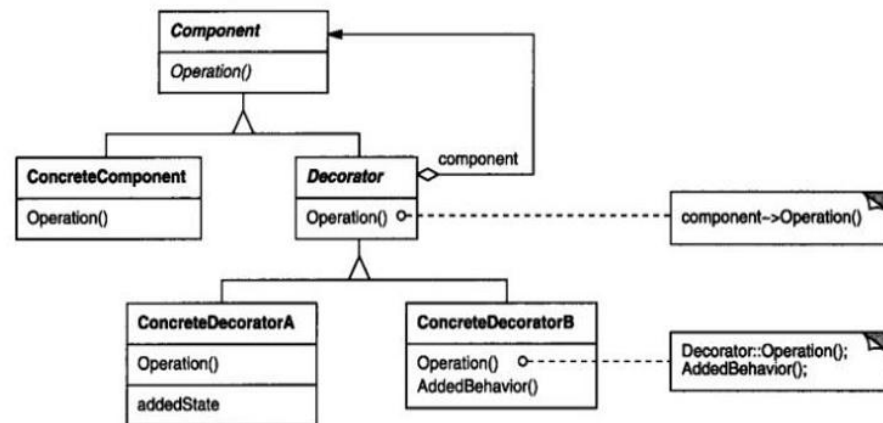 Component
Operation()
component
ConcreteComponent
Operation()
Decorator
Operation()
component->Operation()
ConcreteDecoratorA
Operation()
addedState
ConcreteDecoratorB
Operation()
AddedBehavior()
Decorator::Operation();
AddedBehavior();